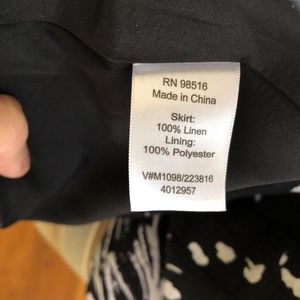 RN 98516
Made in China
Skirt:
100% Linen
Lining:
100% Polyester
V#M1098/223816
4012957